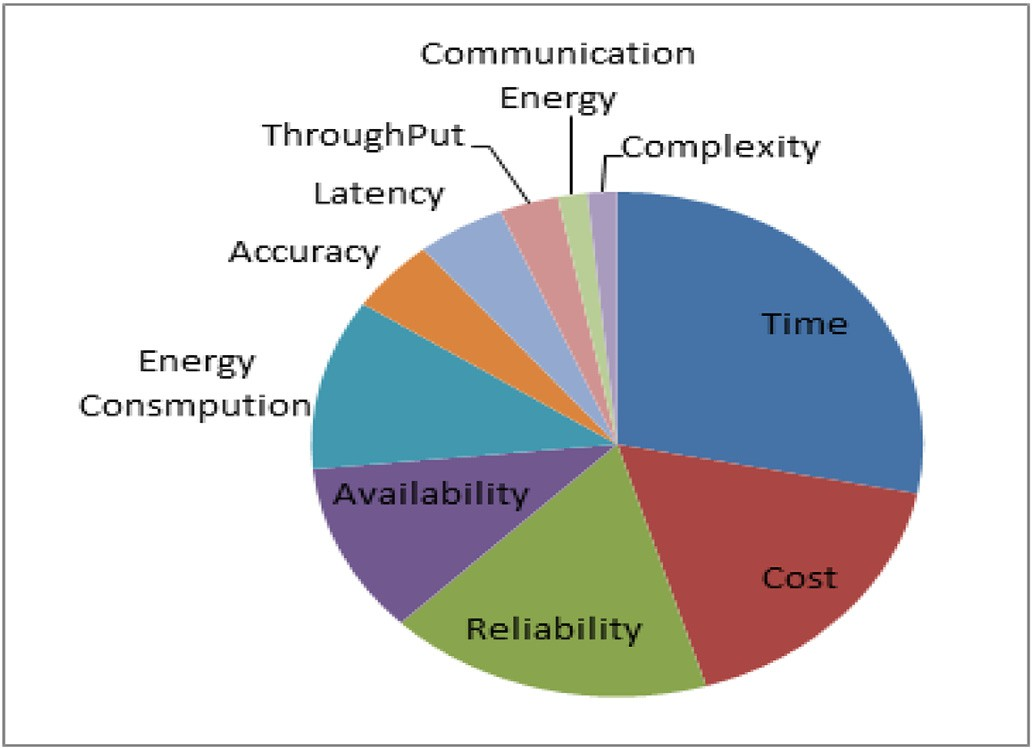 Communication
Energy
ThroughPut
Complexity
Latency
Accuracy
Time
Energy
Consmpution
Availability
Cost
Reliability